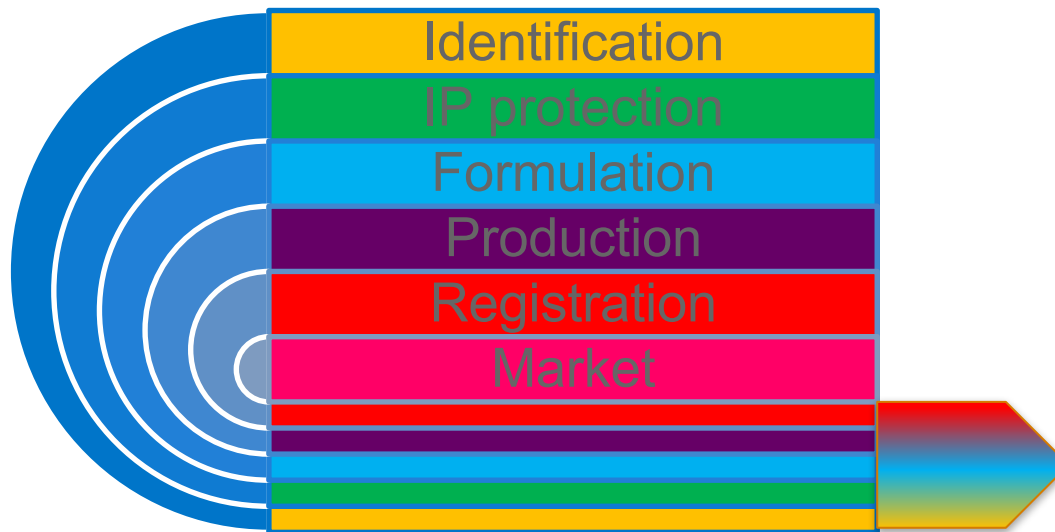 Identification
IP protection
Formulation
Production
Registration
Market